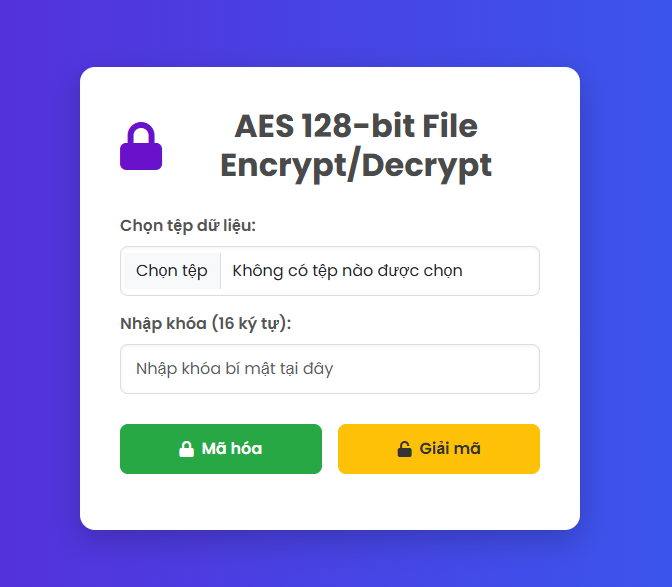 AES 128-bit File
Encrypt/Decrypt
Chọn tệp dữ liệu:
Chọn tệp Không có tệp nào được chọn
Nhập khóa (16 ký tự):
Nhập khóa bí mật tại đây
Mã hóa Giải mã